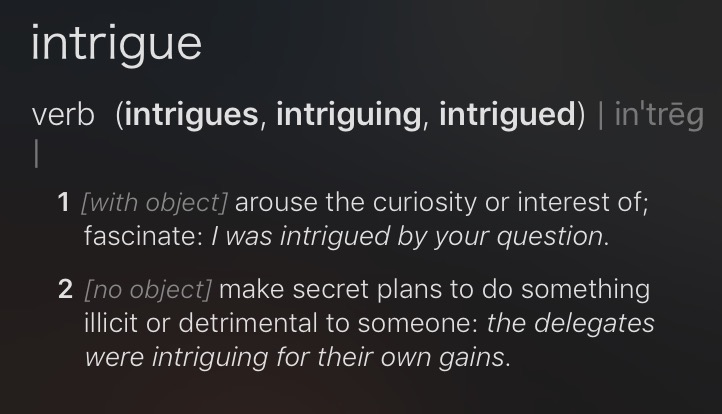 intrigue
verb (intrigues, intriguing, intrigued) | inˈtrēɡ
|
1 [with object] arouse the curiosity or interest of;
fascinate: I was intrigued by your question.
2 [no object] make secret plans to do something
illicit or detrimental to someone: the delegates
were intriguing for their own gains.